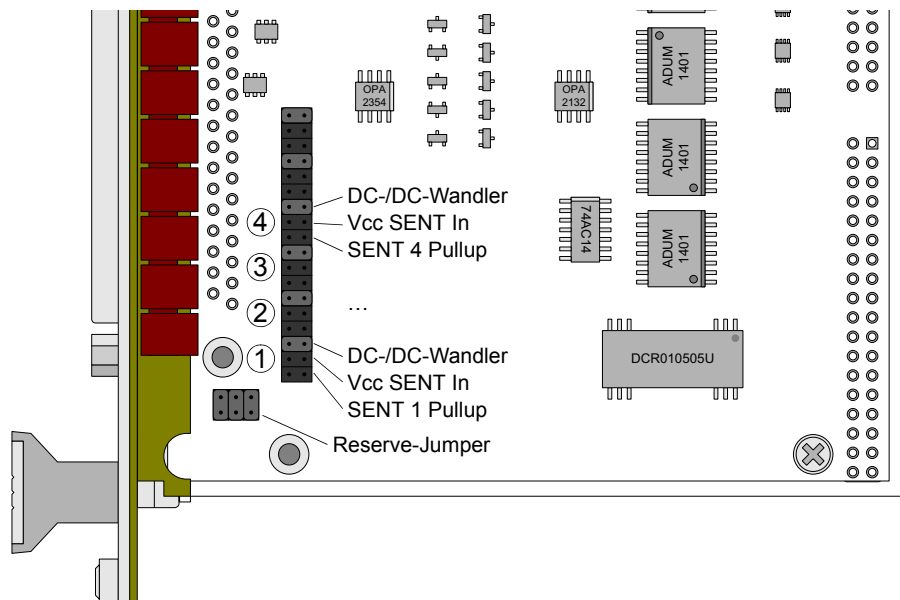 ADUM
1401
OPA
2354
OPA
2132
ADUM
1401
DC-/DC-Wandler
4
Vcc SENT In
SENT 4 Pullup
74AC14
ADUM
1401
3
2
...
DC-/DC-Wandler
1
Vcc SENT In
SENT 1 Pullup
DCR010505U
Reserve-Jumper